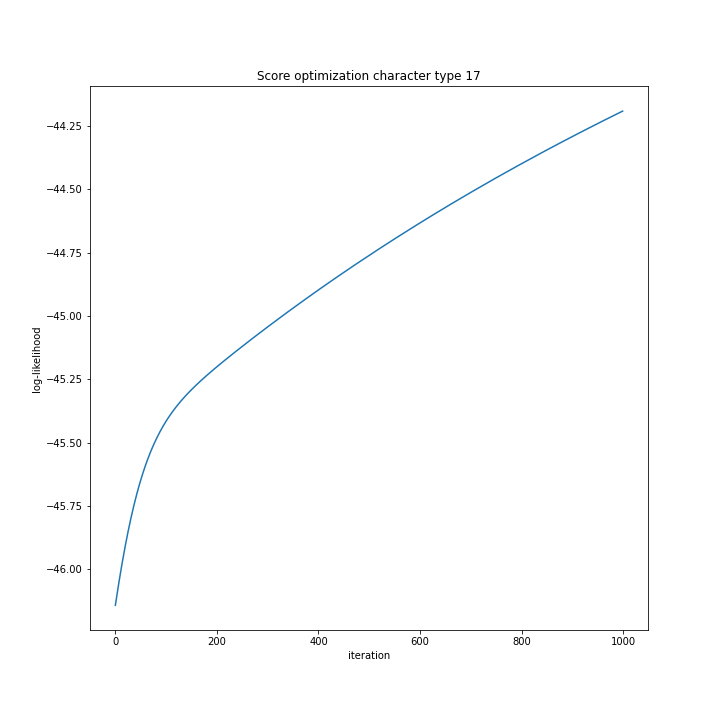 Score optimization character type 17
log-likelihood
−44.25
−44.50
−44.75
−45.00
−45.25
−45.50
−45.75
−46.00
0 200 400 600 800 1000
iteration